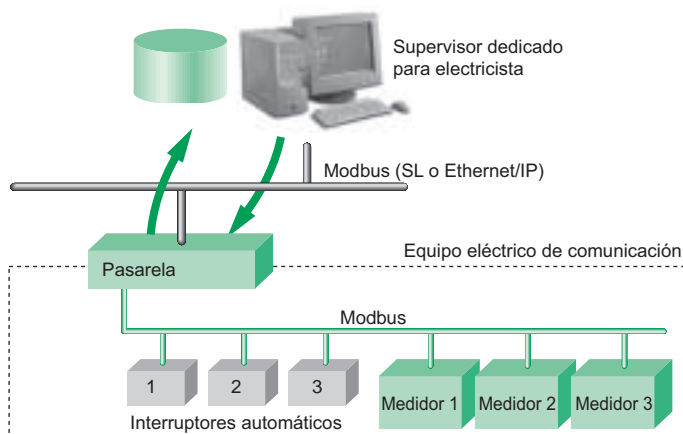 Supervisor dedicado
para electricista
Modbus (SL o Ethernet/IP)
Equipo eléctrico de comunicación
Pasarela
Modbus
1
2
3
Medidor 1
Medidor 2
Medidor 3
Interruptores automáticos